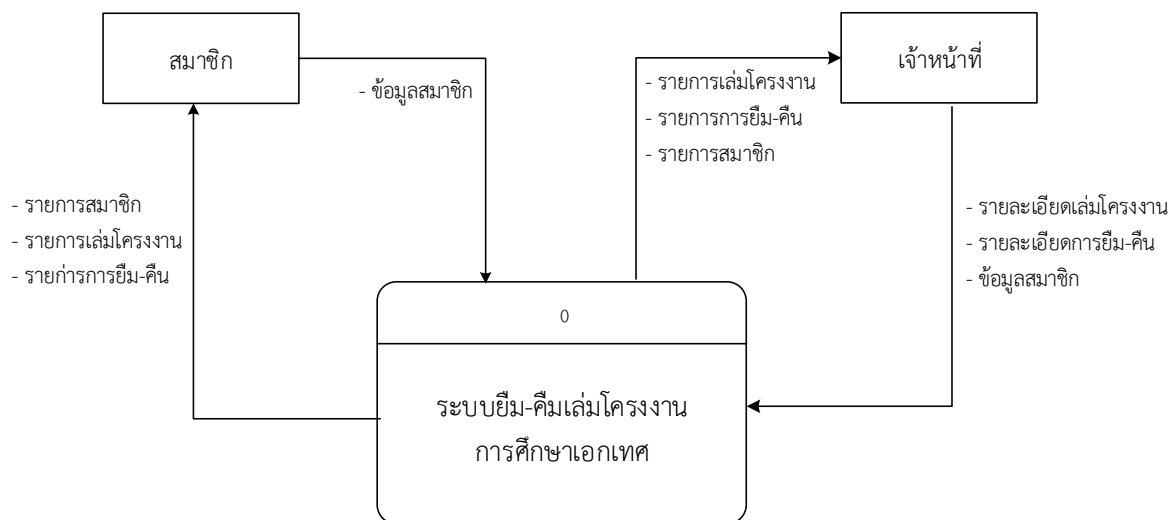 สมาชิก
เจ้าหน้าที่
- ข้อมูลสมาชิก
- รายการเล่มโครงงาน
- รายการการยืม-คืน
- รายการสมาชิก
- รายการสมาชิก
- รายการเล่มโครงงาน
- รายก่ารการยืม-คืน
- รายละเอียดเล่มโครงงาน
- รายละเอียดการยืม-คืน
- ข้อมูลสมาชิก
0
ระบบยืม-คืมเล่มโครงงาน
การศึกษาเอกเทศ